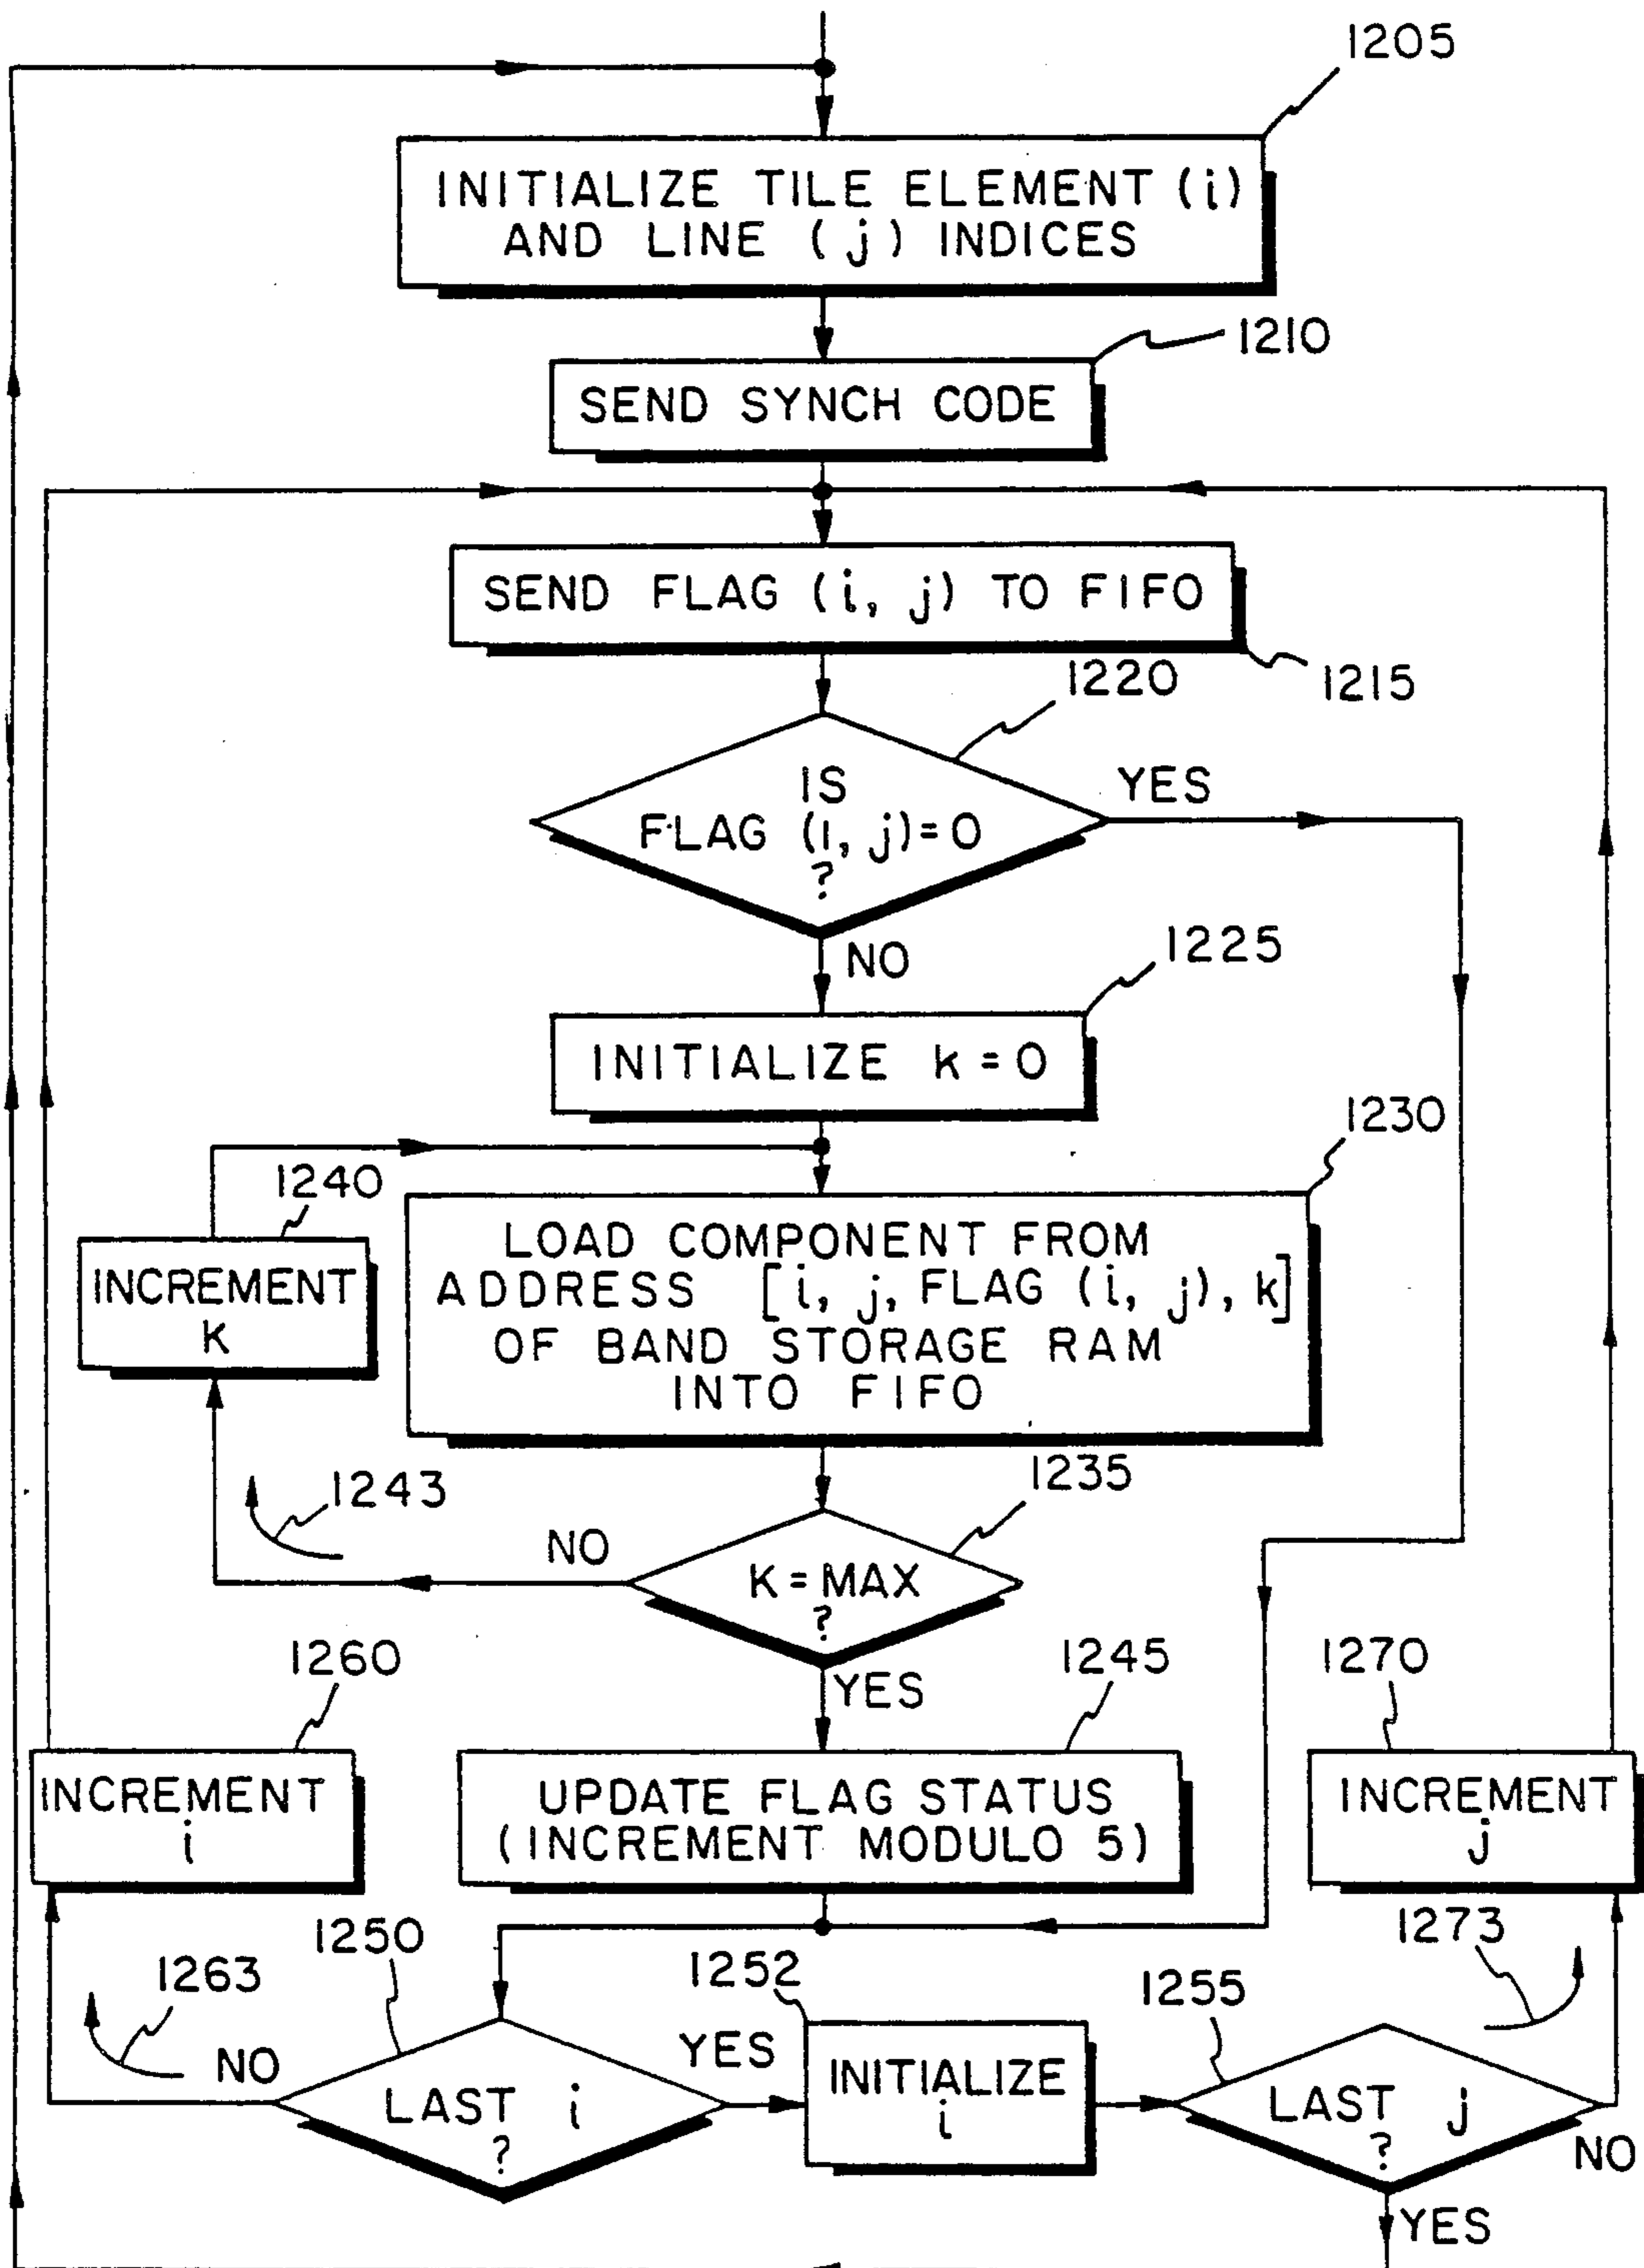 1205
INITIALIZE TILE ELEMENT (i)
AND LINE (j) INDICES
1210
SEND SYNCH CODE
SEND FLAG (i, j) TO FIFO
1215
1220
IS
FLAG (i, j)=0
?
YES
NO
1225
INITIALIZE k=0
1230
1240
INCREMENT
K
LOAD COMPONENT FROM
ADDRESS [i, j, FLAG (i, j), k]
OF BAND STORAGE RAM
INTO FIFO
1243
1235
NO
K=MAX
?
YES
1260
1245
1270
INCREMENT
i
UPDATE FLAG STATUS
(INCREMENT MODULO 5)
INCREMENT
j
1250
1263
1252
1255
1273
NO
LAST i
?
YES
INITIALIZE
i
LAST j
?
NO
YES